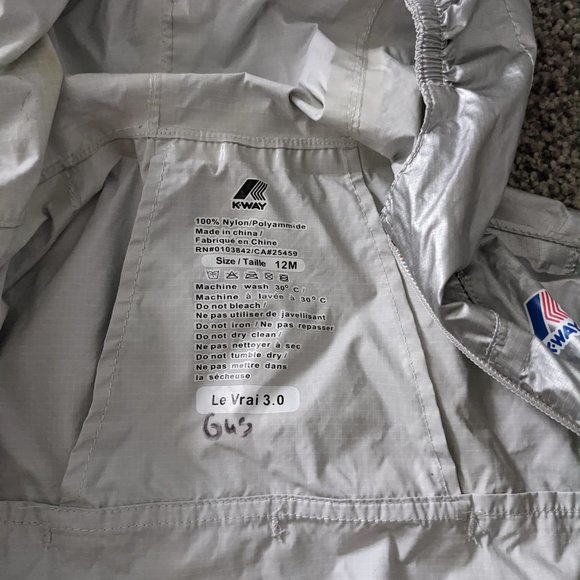 K-WAY
100% Nylon/Polyammide
Made in china /
Fabriqué en Chine
RN#0103842/CA#25459
Size / Taille 12M
Machine wash 30° C /
Machine à lavée à 30° C
Do not bleach /
Ne pas utiliser de javellisant
Do not iron / Ne pas repasser
Do not dry clean /
Ne pas nettoyer à sec
Do not tumble dry /
Ne pas mettre dans
la sécheuse
Le Vrai 3.0
Gus
K-WAY